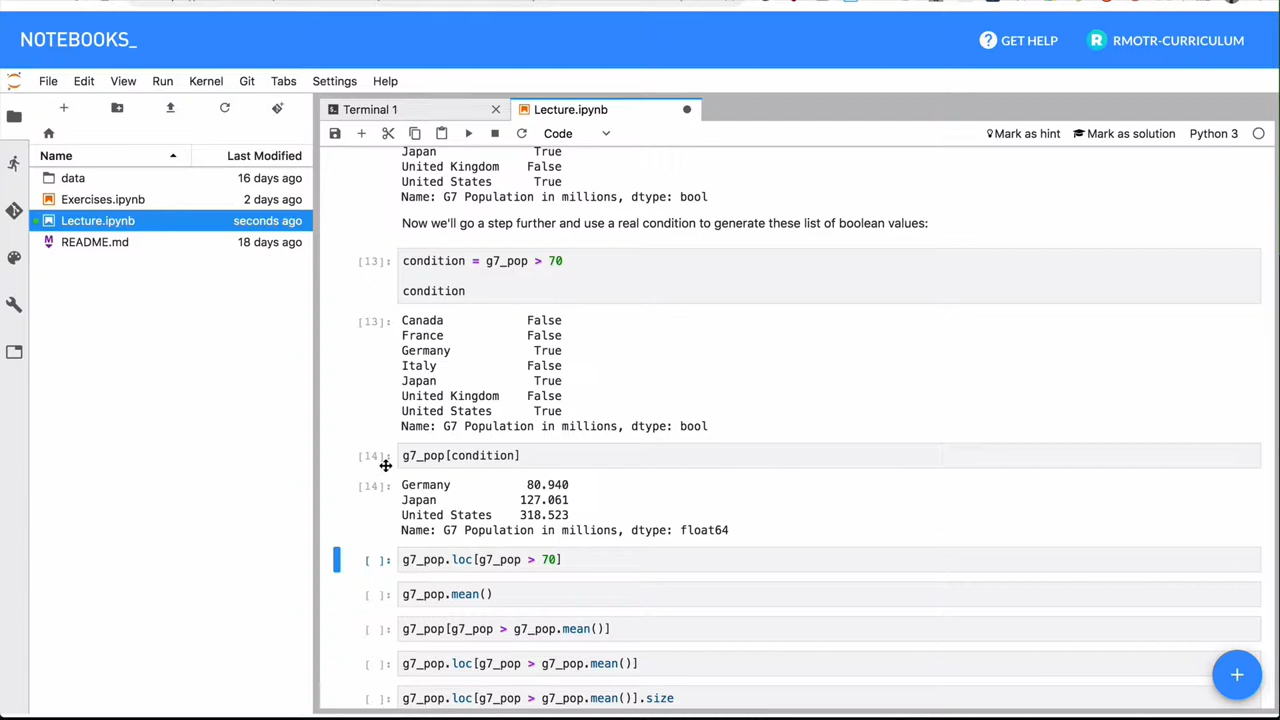 NOTEBOOKS_
GET HELP
R RMOTR-CURRICULUM
File Edit View Run Kernel Git Tabs Settings Help
Name Last Modified
data 16 days ago
Exercises.ipynb 2 days ago
Lecture.ipynb seconds ago
README.md 18 days ago
Terminal 1
Lecture.ipynb
Code
Mark as hint
Mark as solution
Python 3
Japan True
United Kingdom False
United States True
Name: G7 Population in millions, dtype: bool
Now we'll go a step further and use a real condition to generate these list of boolean values:
[13]: condition = g7_pop > 70
condition
[13]: Canada False
France False
Germany True
Italy False
Japan True
United Kingdom False
United States True
Name: G7 Population in millions, dtype: bool
[14]: g7_pop[condition]
[14]: Germany 80.940
Japan 127.061
United States 318.523
Name: G7 Population in millions, dtype: float64
[ ]: g7_pop.loc[g7_pop > 70]
[ ]: g7_pop.mean()
[ ]: g7_pop[g7_pop > g7_pop.mean()]
[ ]: g7_pop.loc[g7_pop > g7_pop.mean()]
[ ]: g7_pop.loc[g7_pop > g7_pop.mean()].size